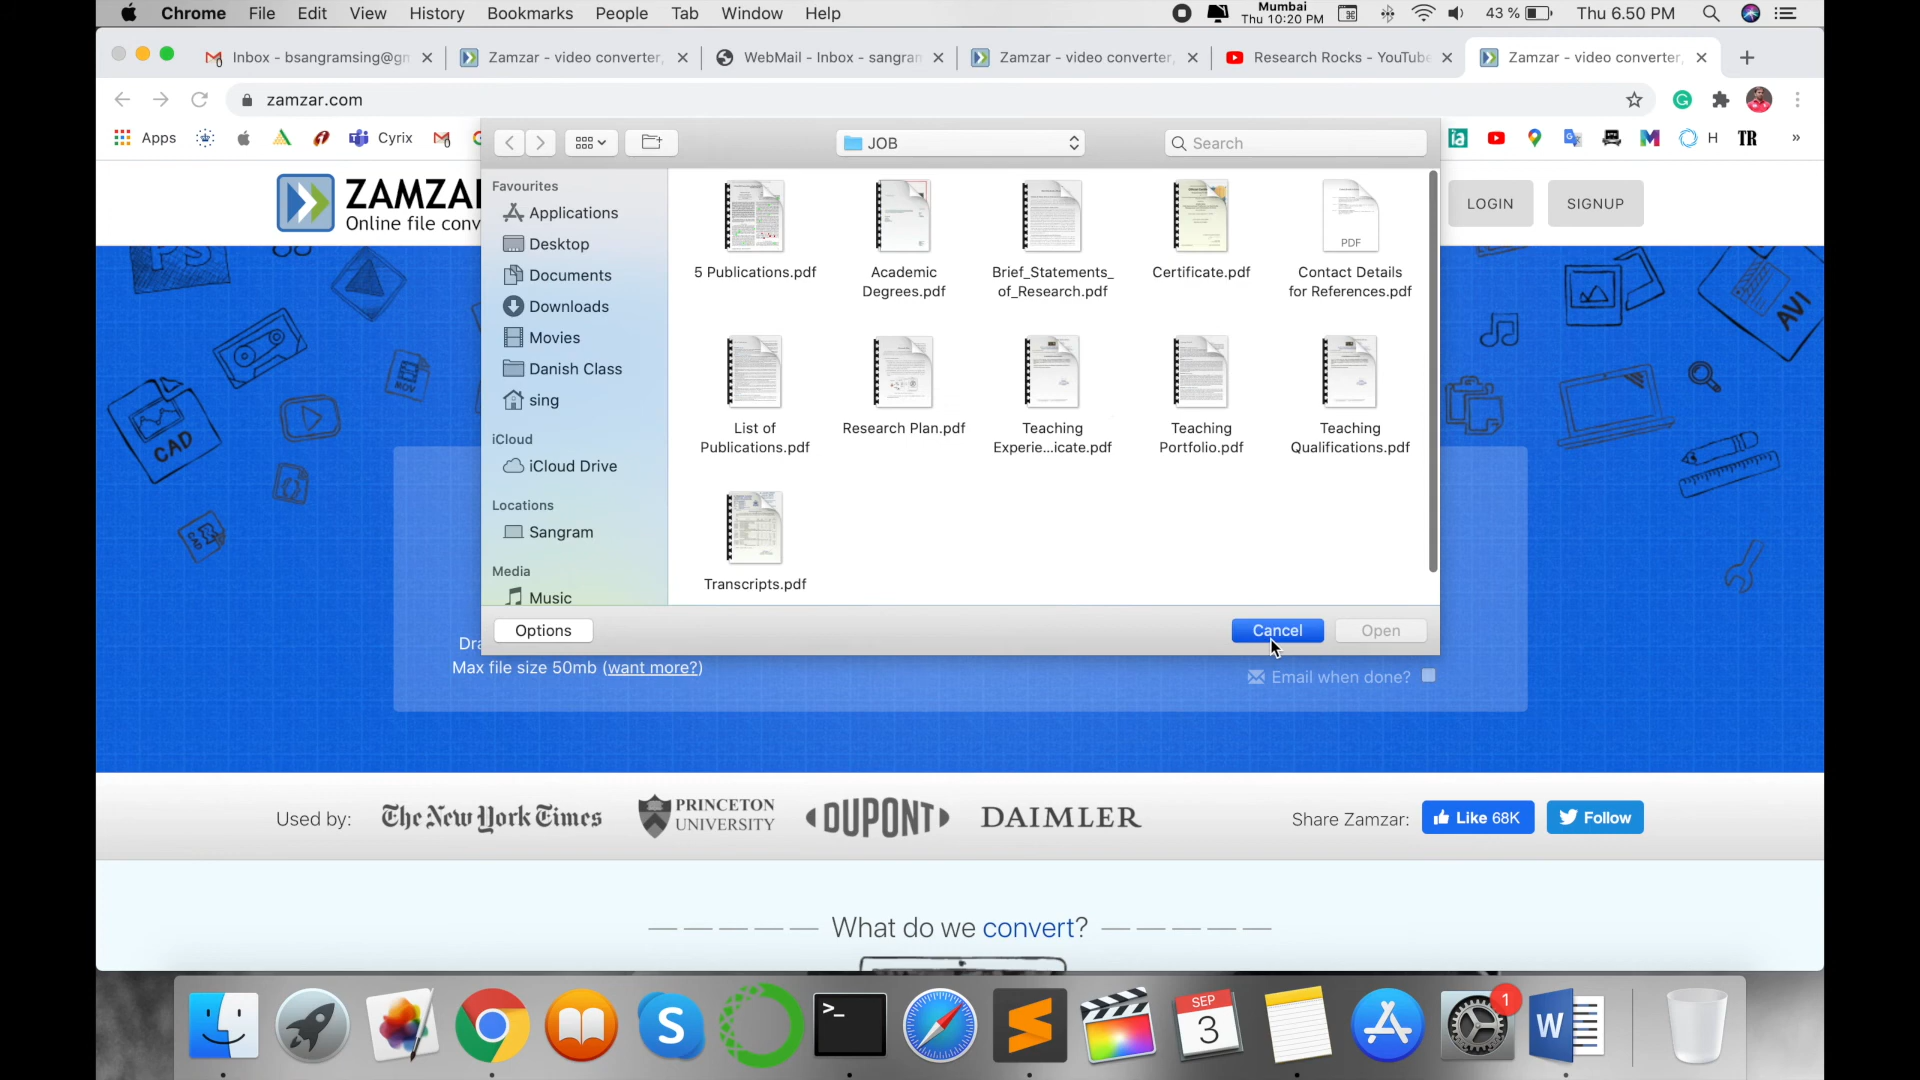 Chrome File Edit View History Bookmarks People Tab Window Help
Mumbai
Thu 10:20 PM
43 %
Thu 6.50 PM
Inbox - bsangramsing@gm
Zamzar - video converter,
WebMail - Inbox - sangram
Zamzar - video converter,
Research Rocks - YouTube
Zamzar - video converter,
zamzar.com
Apps
Cyrix
H
TR
»
JOB
Search
ZAMZAR
Online file conv
LOGIN
SIGNUP
Favourites
Applications
Desktop
Documents
Downloads
Movies
Danish Class
sing
iCloud
iCloud Drive
Locations
Sangram
Media
Music
5 Publications.pdf
Academic
Degrees.pdf
Brief_Statements_
of_Research.pdf
Certificate.pdf
PDF
Contact Details
for References.pdf
List of
Publications.pdf
Research Plan.pdf
Teaching
Experie...icate.pdf
Teaching
Portfolio.pdf
Teaching
Qualifications.pdf
Transcripts.pdf
Options
Cancel
Open
PS
CAD
MOV
AVI
Dra
Max file size 50mb (want more?)
Email when done?
Used by:
The New York Times
PRINCETON
UNIVERSITY
DUPONT
DAIMLER
Share Zamzar:
Like 68K
Follow
What do we convert?
S
>_
SEP
3
1
W